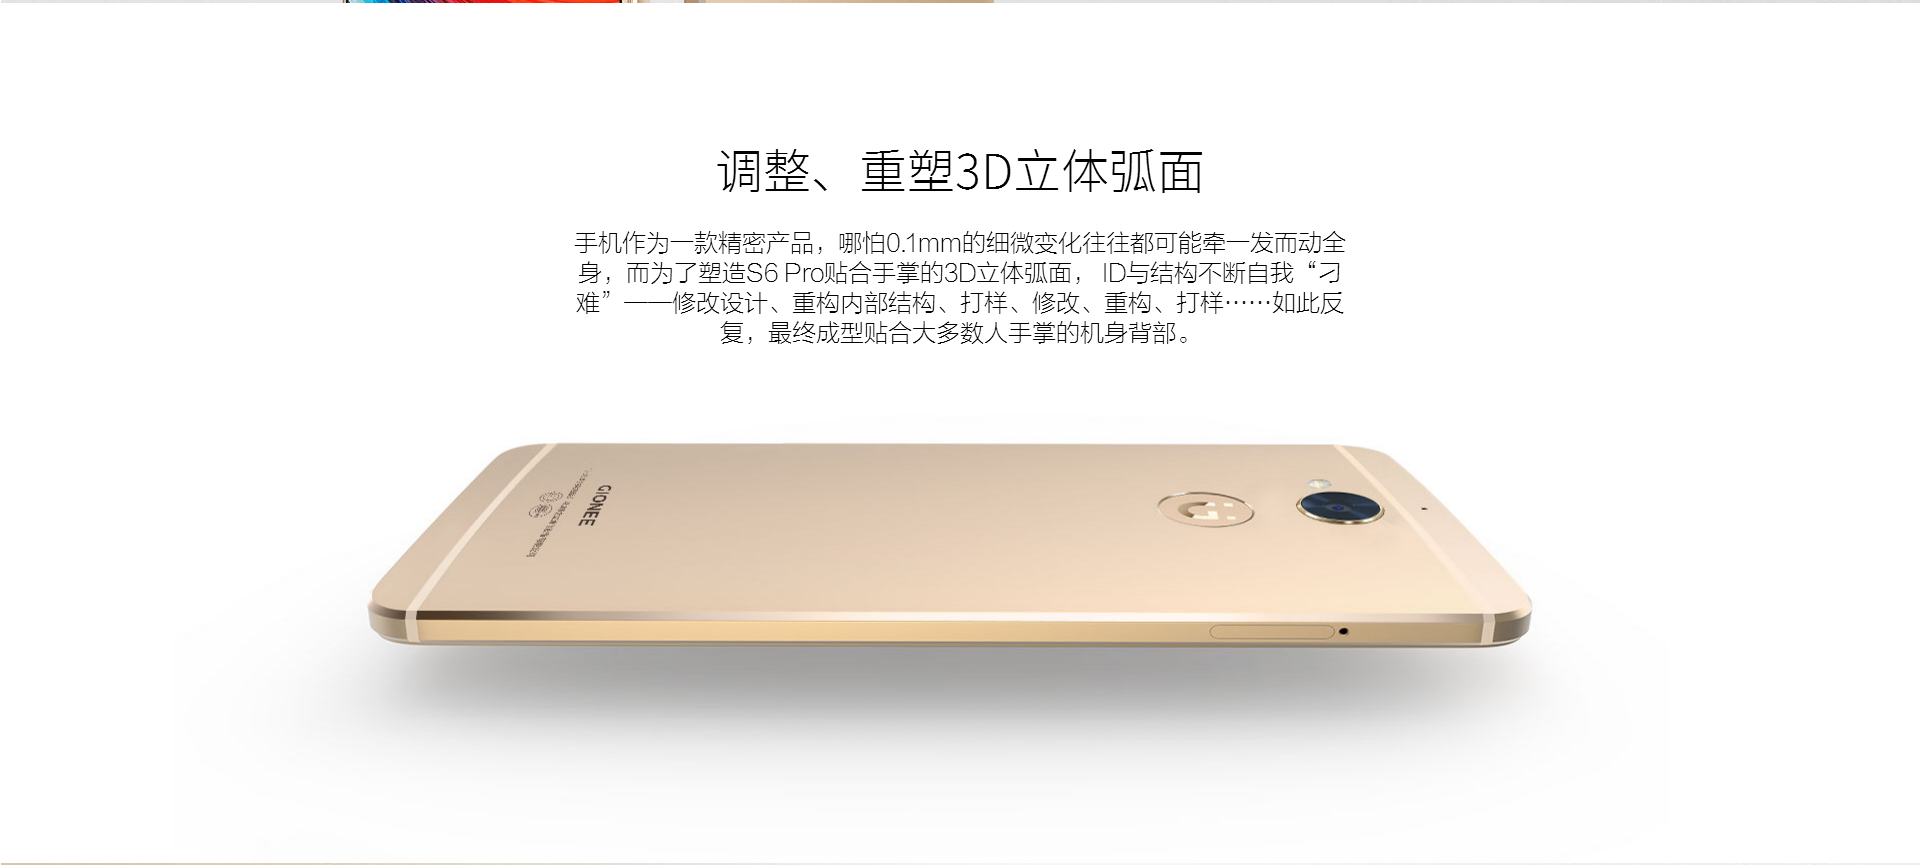 调整、重塑3D立体弧面
手机作为一款精密产品，哪怕0.1mm的细微变化往往都可能牵一发而动全
身，而为了塑造S6 Pro贴合手掌的3D立体弧面， ID与结构不断自我“刁
难”——修改设计、重构内部结构、打样、修改、重构、打样……如此反
复，最终成型贴合大多数人手掌的机身背部。
GIONEE